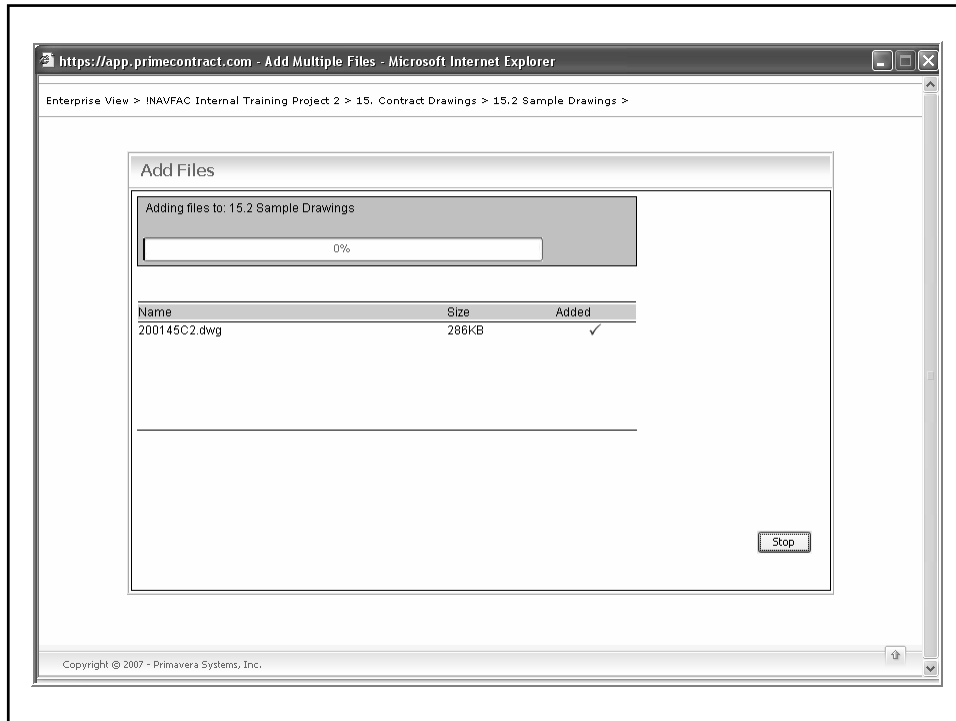 https://app.primecontract.com - Add Multiple Files - Microsoft Internet Explorer
Enterprise View > !NAVFAC Internal Training Project 2 > 15. Contract Drawings > 15.2 Sample Drawings >
Add Files
Adding files to: 15.2 Sample Drawings
0%
Name Size Added
200145C2.dwg 286KB ✓
Stop
Copyright © 2007 - Primavera Systems, Inc.